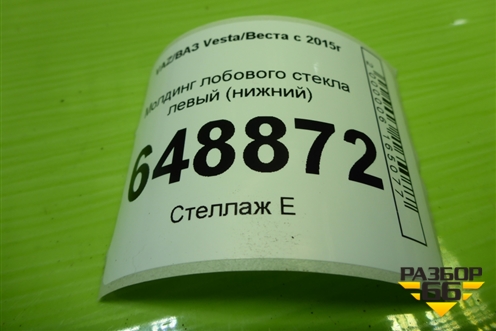 VAZ/ВАЗ Vesta/Веста с 2015г
Молдинг лобового стекла
левый (нижний)
648872
Стеллаж Е
РАЗБОР
66